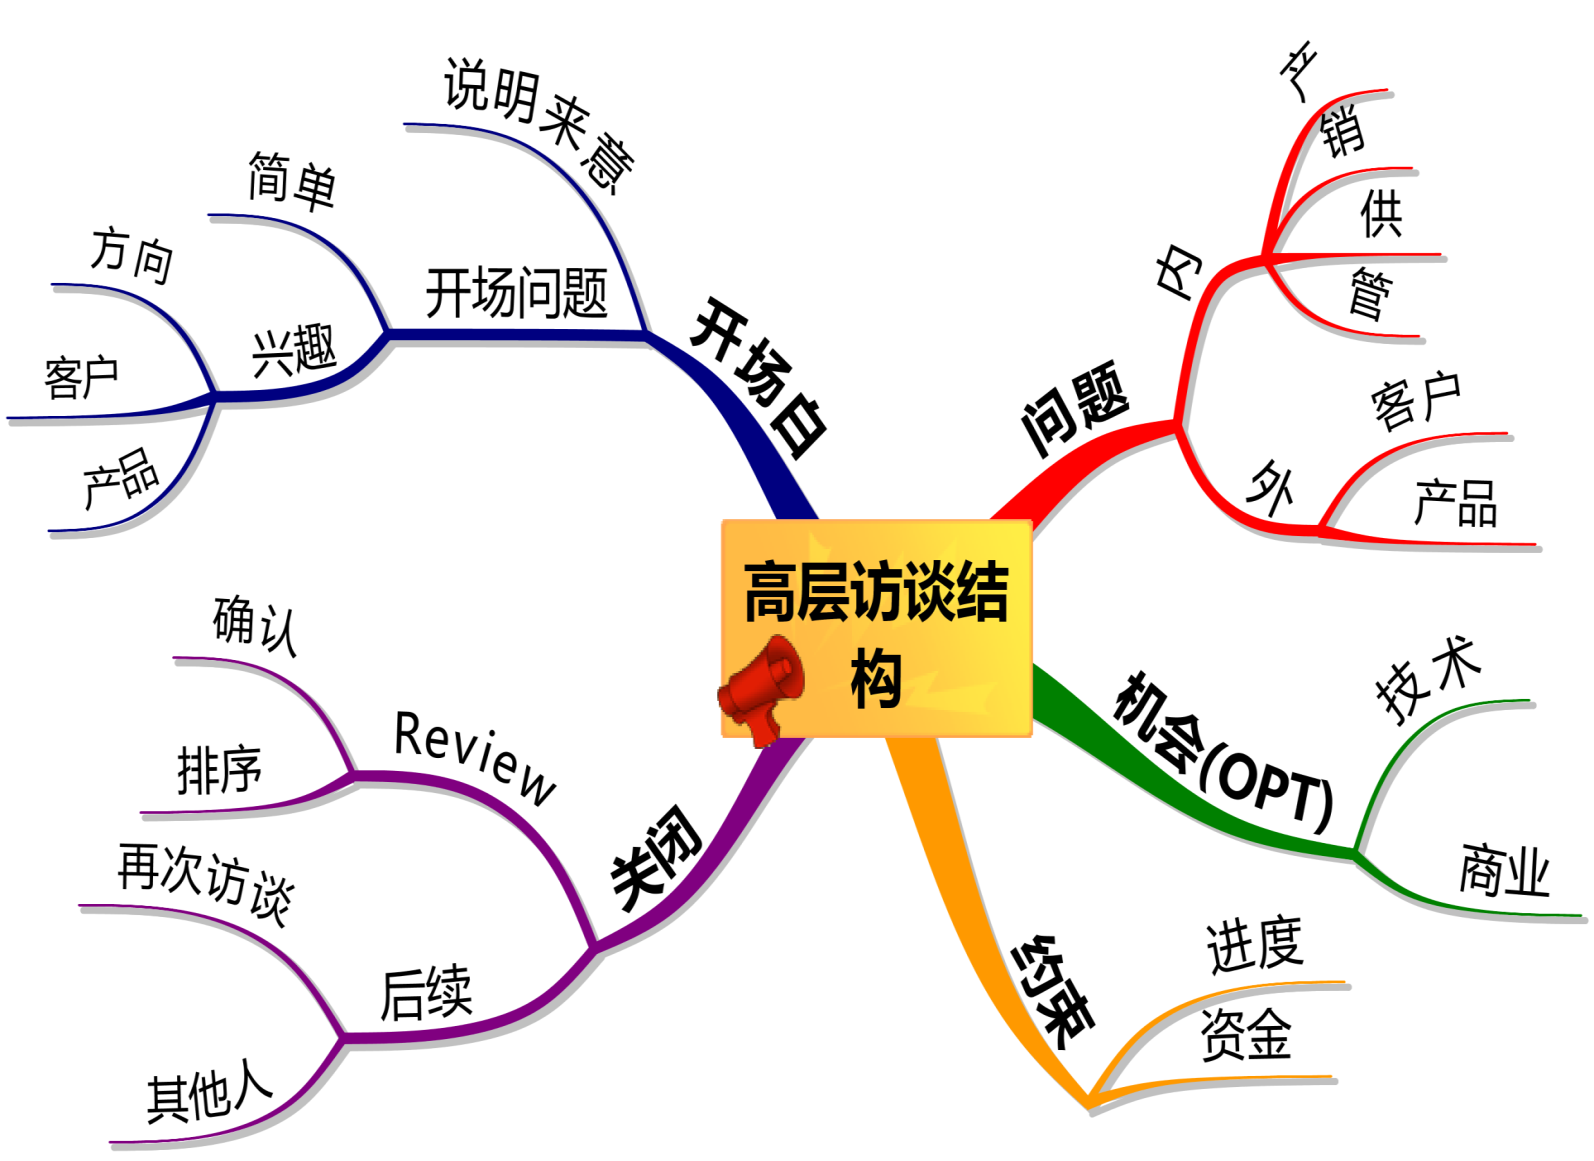 高层访谈结
构
开场白
说明来意
开场问题
简单
兴趣
方向
客户
产品
问题
内
产
销
供
管
外
客户
产品
机会(OPT)
技术
商业
约束
进度
资金
关闭
Review
确认
排序
后续
再次访谈
其他人